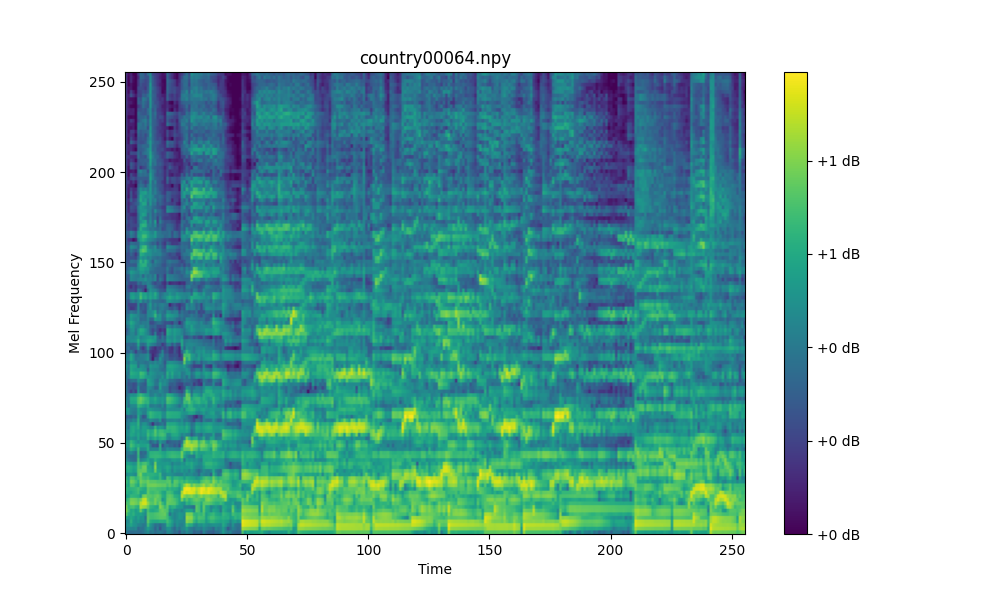 country00064.npy
250
200
150
100
50
0
Mel Frequency
0 50 100 150 200 250
Time
+1 dB
+1 dB
+0 dB
+0 dB
+0 dB